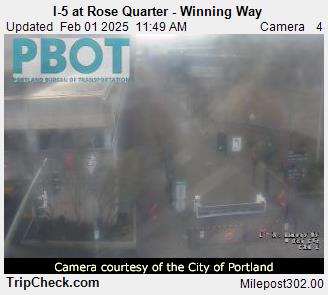 I-5 at Rose Quarter - Winning Way
Updated Feb 01 2025 11:49 AM Camera 4
PBOT
PORTLAND BUREAU OF TRANSPORTATION
Camera courtesy of the City of Portland
TripCheck.com Milepost302.00